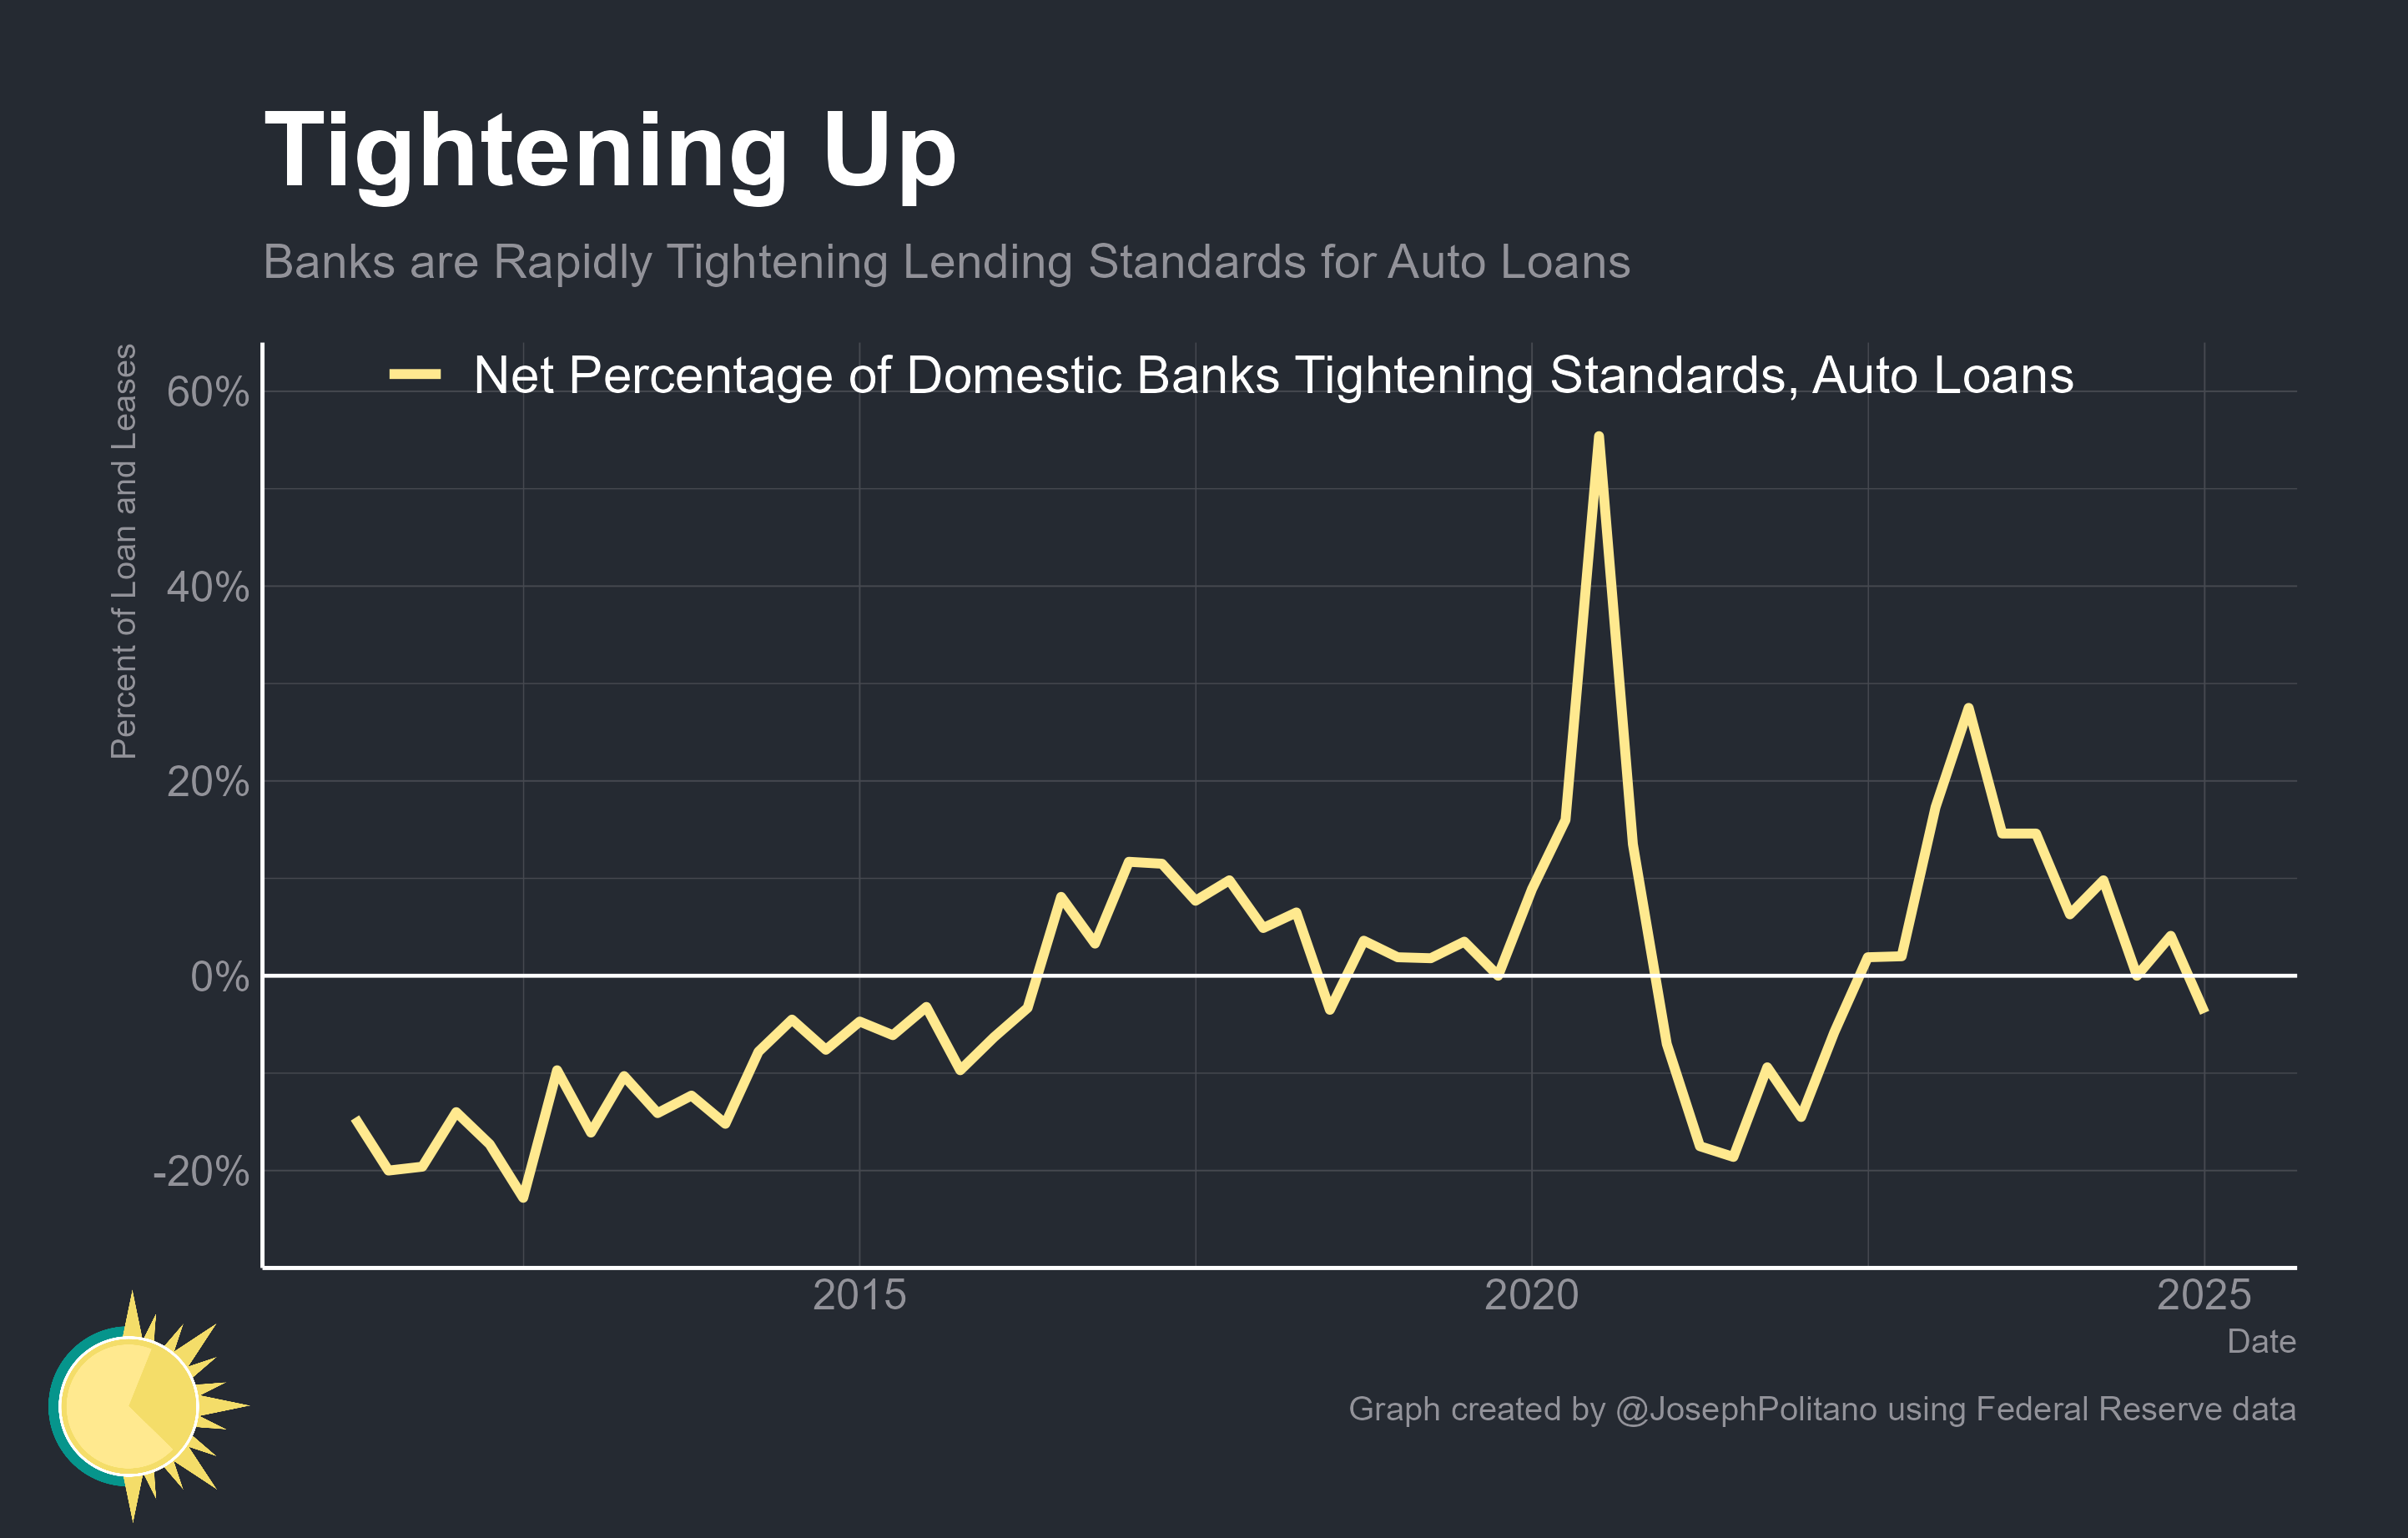 Tightening Up
Banks are Rapidly Tightening Lending Standards for Auto Loans
Net Percentage of Domestic Banks Tightening Standards, Auto Loans
Percent of Loan and Leases
60%
40%
20%
0%
-20%
2015
2020
2025
Date
Graph created by @JosephPolitano using Federal Reserve data